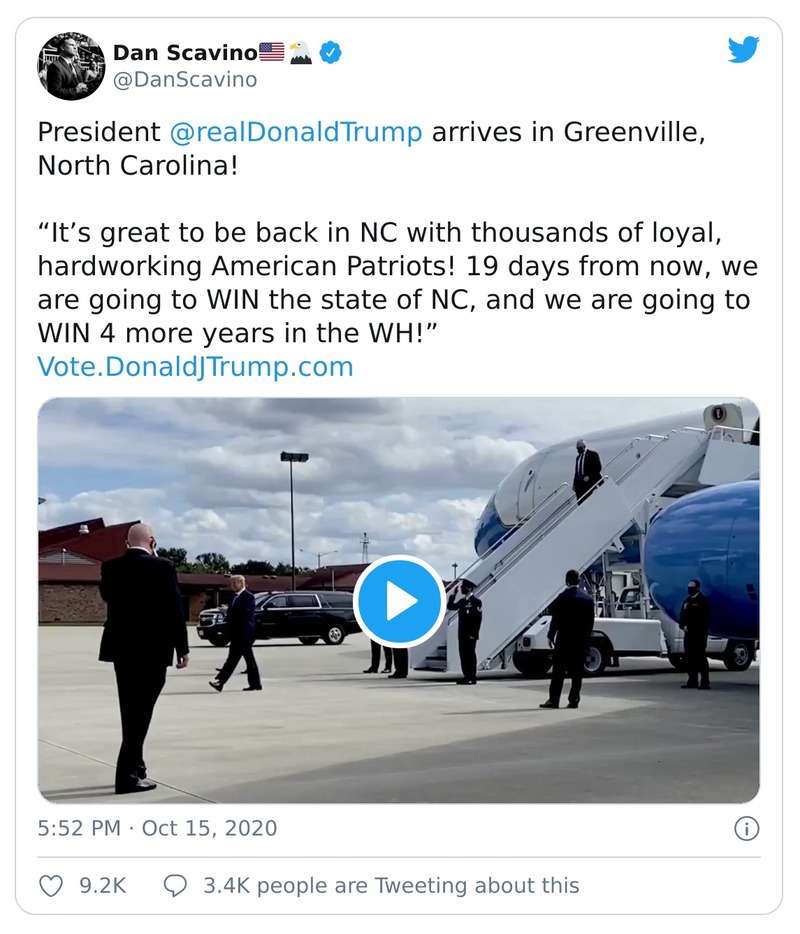 Dan Scavino🇺🇸🦅
@DanScavino
President @realDonaldTrump arrives in Greenville,
North Carolina!
“It’s great to be back in NC with thousands of loyal,
hardworking American Patriots! 19 days from now, we
are going to WIN the state of NC, and we are going to
WIN 4 more years in the WH!”
Vote.DonaldJTrump.com
5:52 PM · Oct 15, 2020
9.2K
3.4K people are Tweeting about this